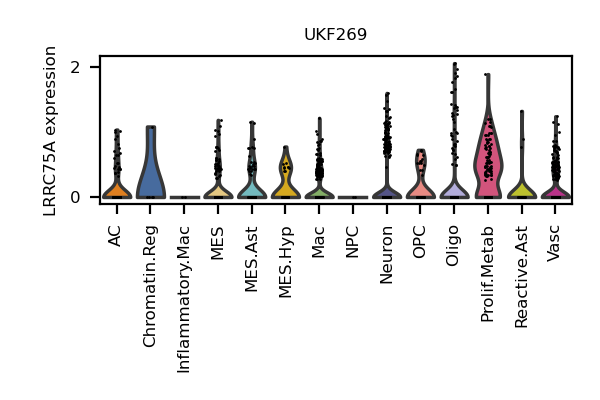 UKF269
LRRC75A expression
2
0
AC
Chromatin.Reg
Inflammatory.Mac
MES
MES.Ast
MES.Hyp
Mac
NPC
Neuron
OPC
Oligo
Prolif.Metab
Reactive.Ast
Vasc